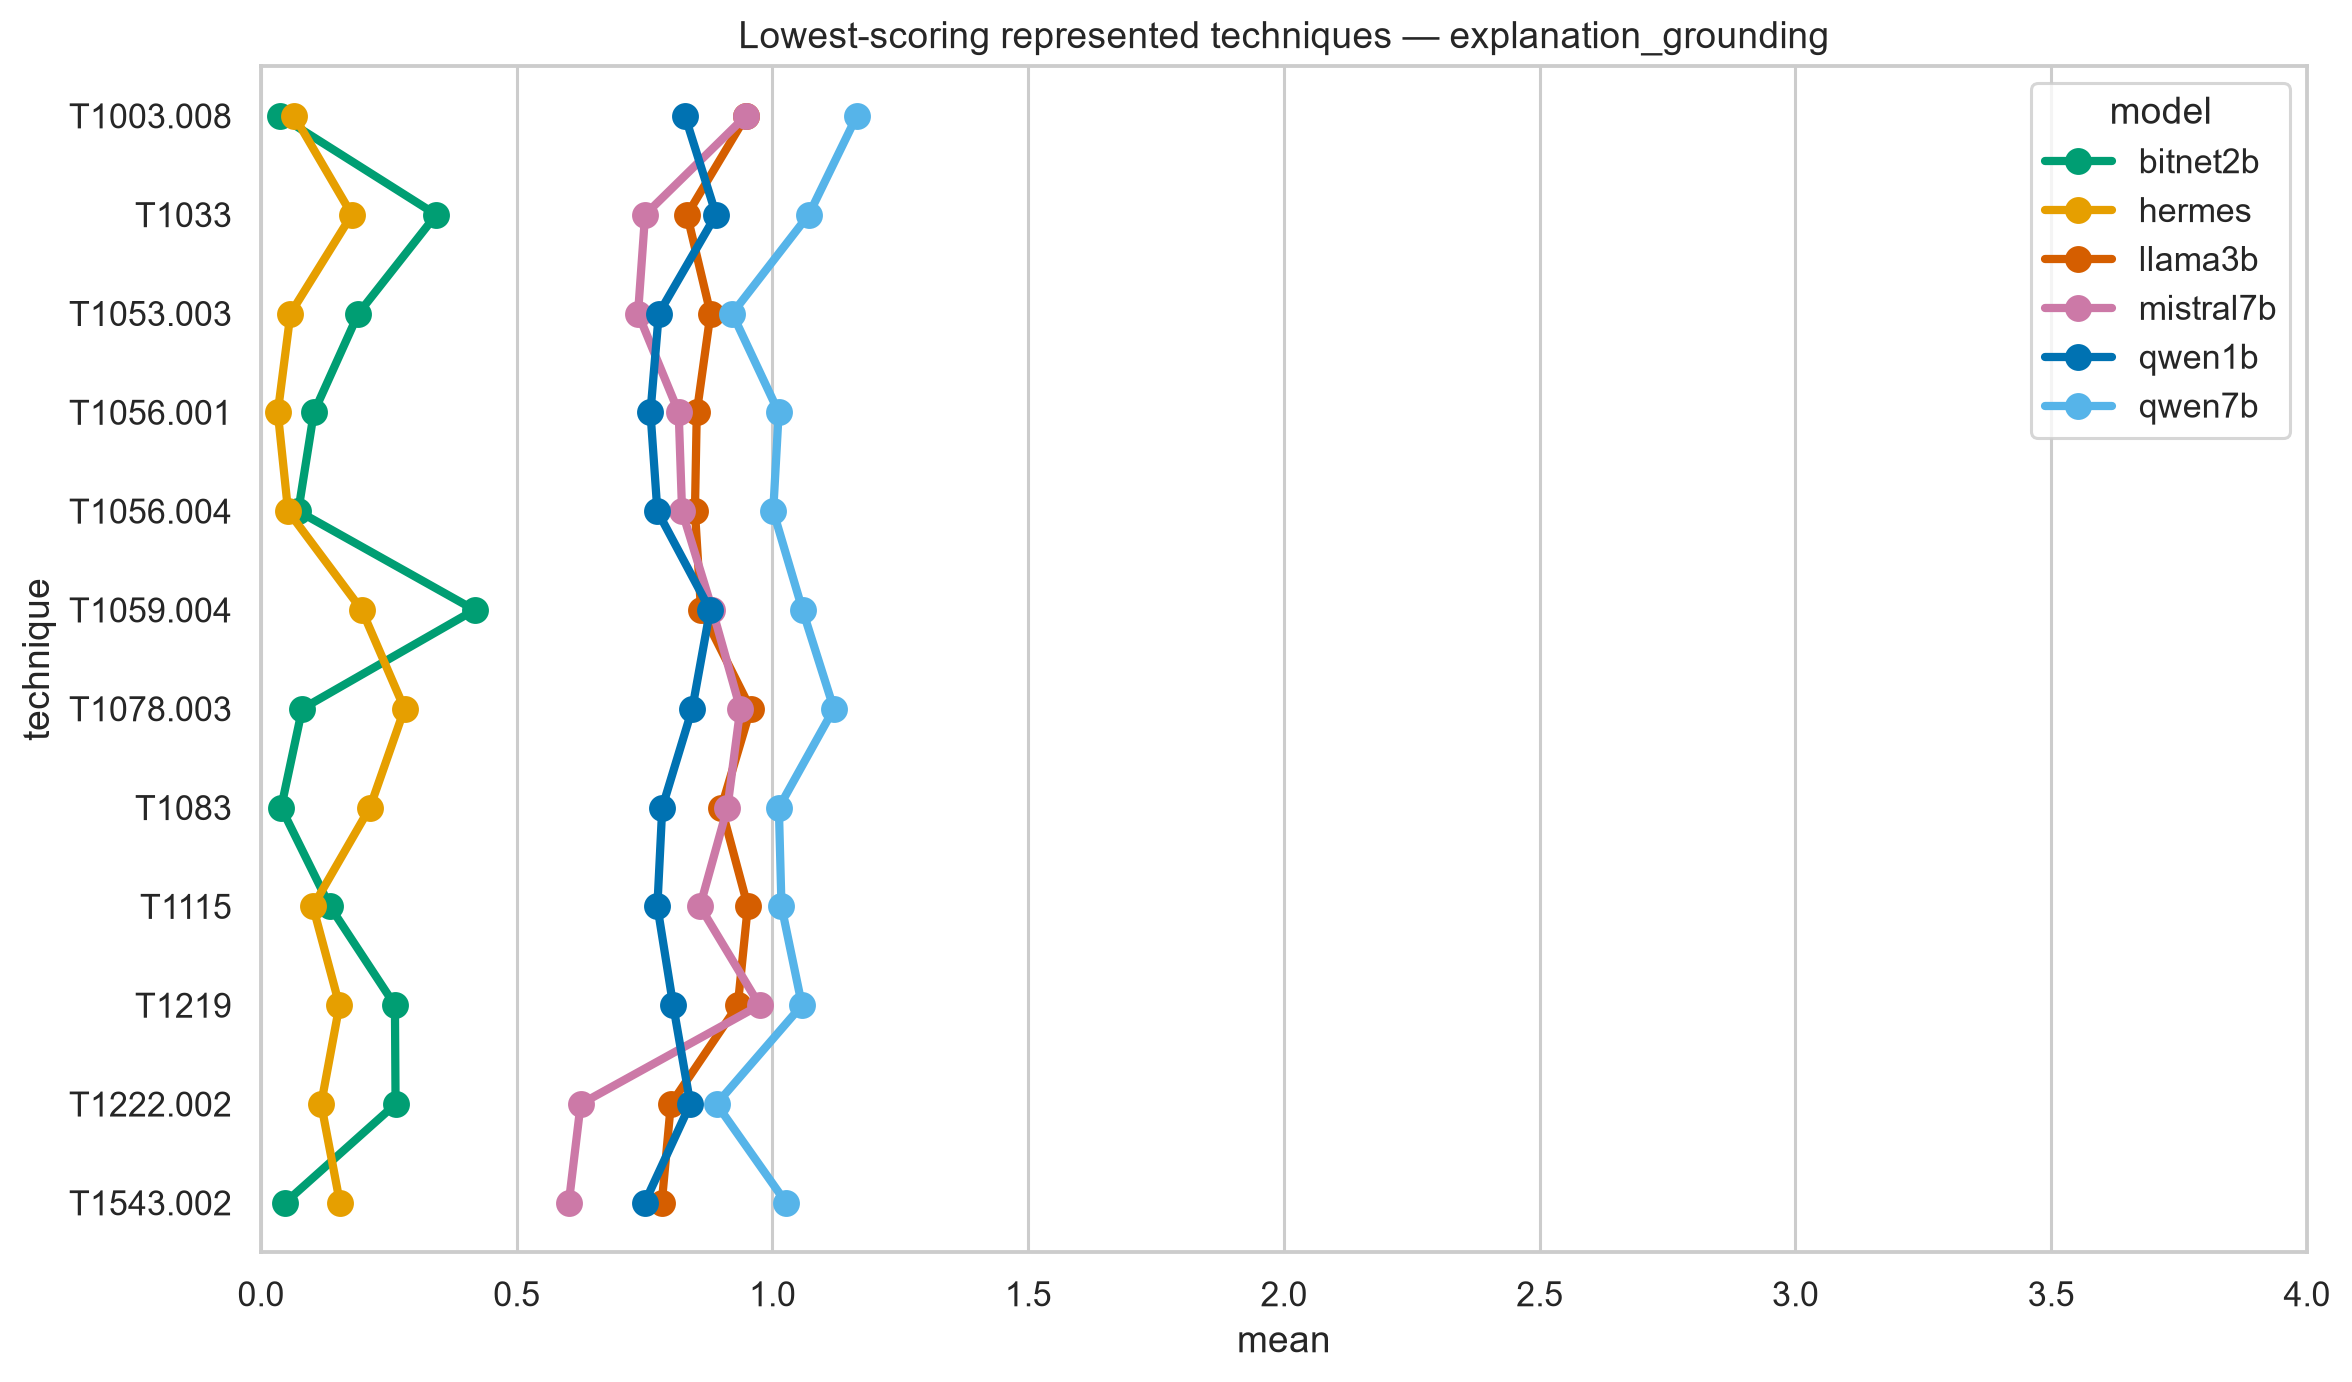 Lowest-scoring represented techniques — explanation_grounding
model
bitnet2b
hermes
llama3b
mistral7b
qwen1b
qwen7b
technique
T1003.008
T1033
T1053.003
T1056.001
T1056.004
T1059.004
T1078.003
T1083
T1115
T1219
T1222.002
T1543.002
0.0 0.5 1.0 1.5 2.0 2.5 3.0 3.5 4.0
mean